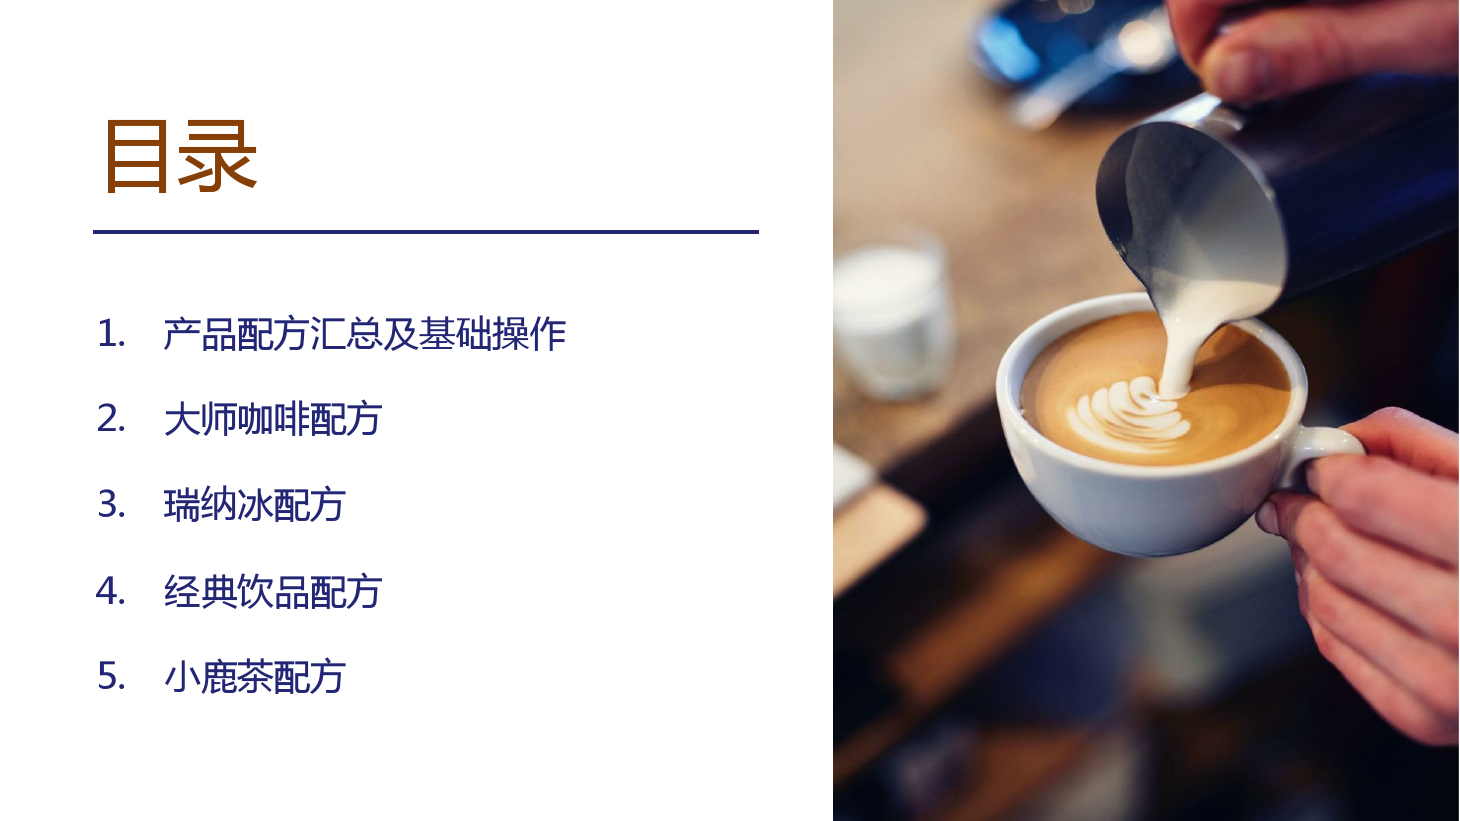 目录
1. 产品配方汇总及基础操作
2. 大师咖啡配方
3. 瑞纳冰配方
4. 经典饮品配方
5. 小鹿茶配方